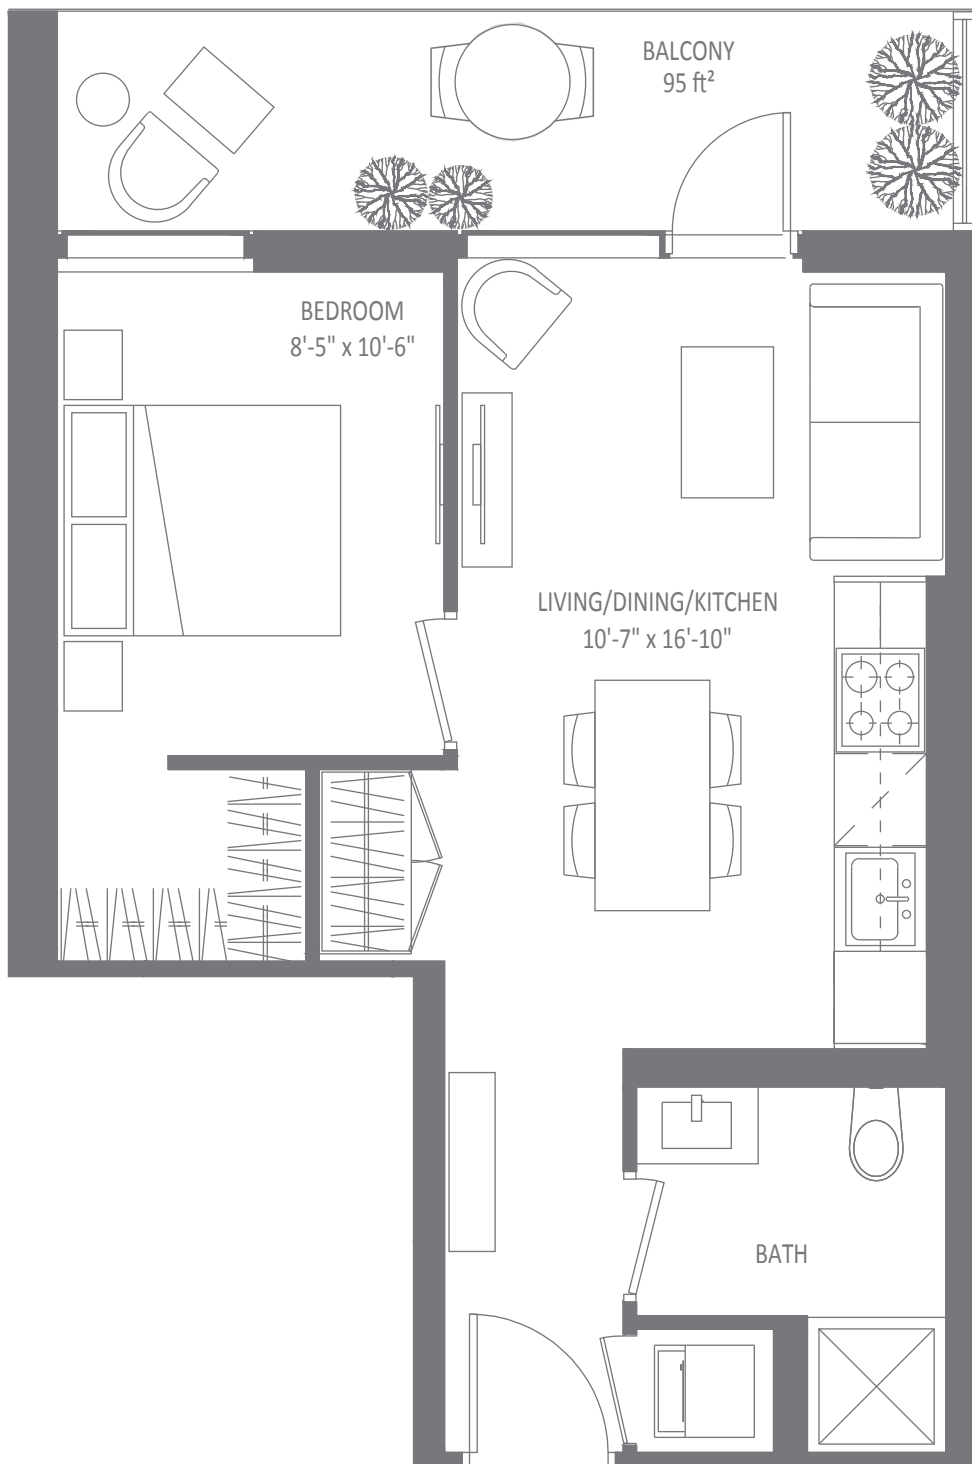 BALCONY
95 ft²
BEDROOM
8'-5" x 10'-6"
LIVING/DINING/KITCHEN
10'-7" x 16'-10"
BATH